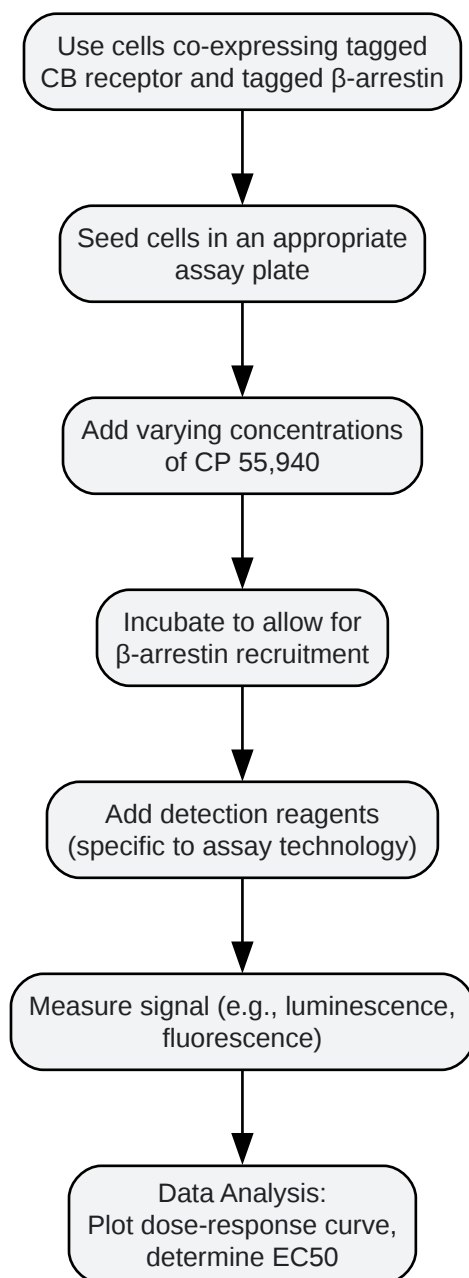 Use cells co-expressing tagged
CB receptor and tagged β-arrestin
Seed cells in an appropriate
assay plate
Add varying concentrations
of CP 55,940
Incubate to allow for
β-arrestin recruitment
Add detection reagents
(specific to assay technology)
Measure signal (e.g., luminescence,
fluorescence)
Data Analysis:
Plot dose-response curve,
determine EC50